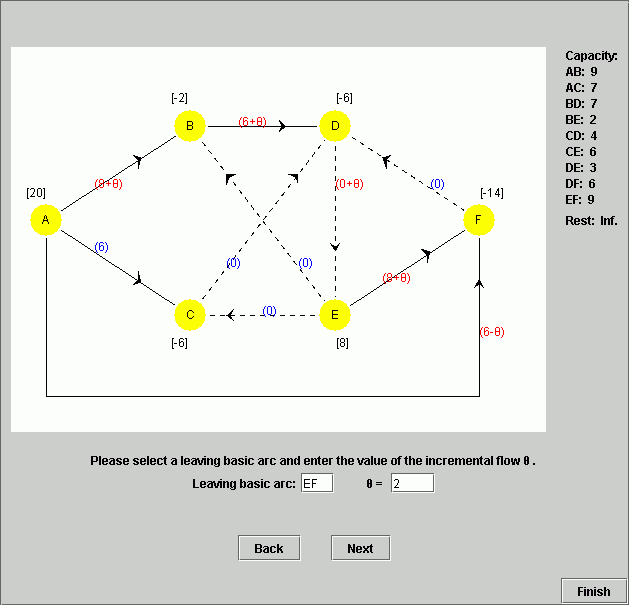 Capacity:
AB: 9
AC: 7
BD: 7
BE: 2
CD: 4
CE: 6
DE: 3
DF: 6
EF: 9
Rest: Inf.
[-2]
[-6]
B
(6+θ)
D
(8+θ)
(0+θ)
(0)
[20]
[-14]
A
F
(6)
(0)
(0)
(8+θ)
C
(0)
E
(6-θ)
[-6]
[8]
Please select a leaving basic arc and enter the value of the incremental flow θ .
Leaving basic arc: EF θ = 2
Back Next
Finish